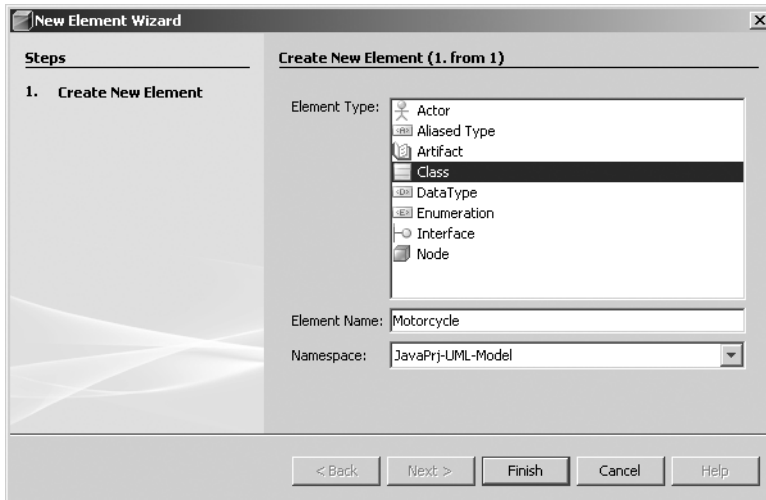 New Element Wizard
Steps
1. Create New Element
Create New Element (1. from 1)
Element Type:
Actor
Aliased Type
Artifact
Class
DataType
Enumeration
Interface
Node
Element Name: Motorcycle
Namespace: JavaPrj-UML-Model
< Back Next > Finish Cancel Help